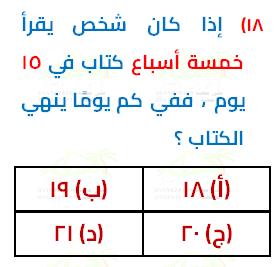 ١٨) إذا كان شخص يقرأ
خمسة أسباع كتاب في ١٥
يوم ، ففي كم يومًا ينهي
الكتاب ؟
(أ) ١٨ (ب) ١٩
(ج) ٢٠ (د) ٢١